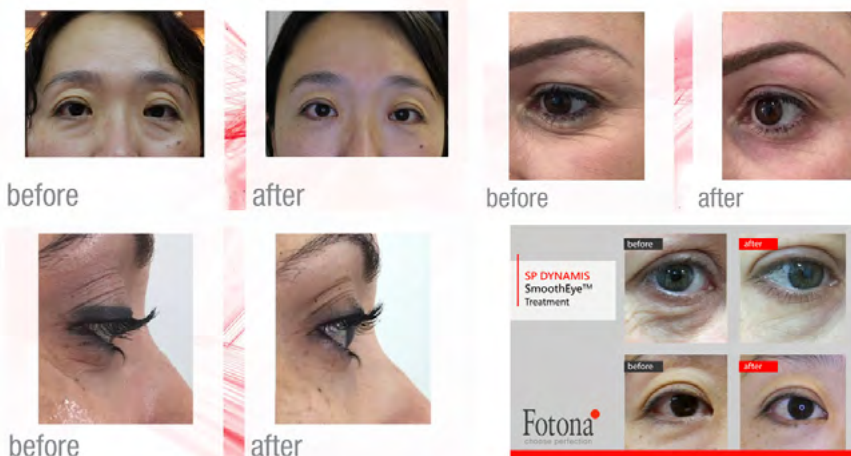 before
after
before
after
before
after
SP DYNAMIS
SmoothEye™
Treatment
before
after
before
after
Fotona
choose perfection